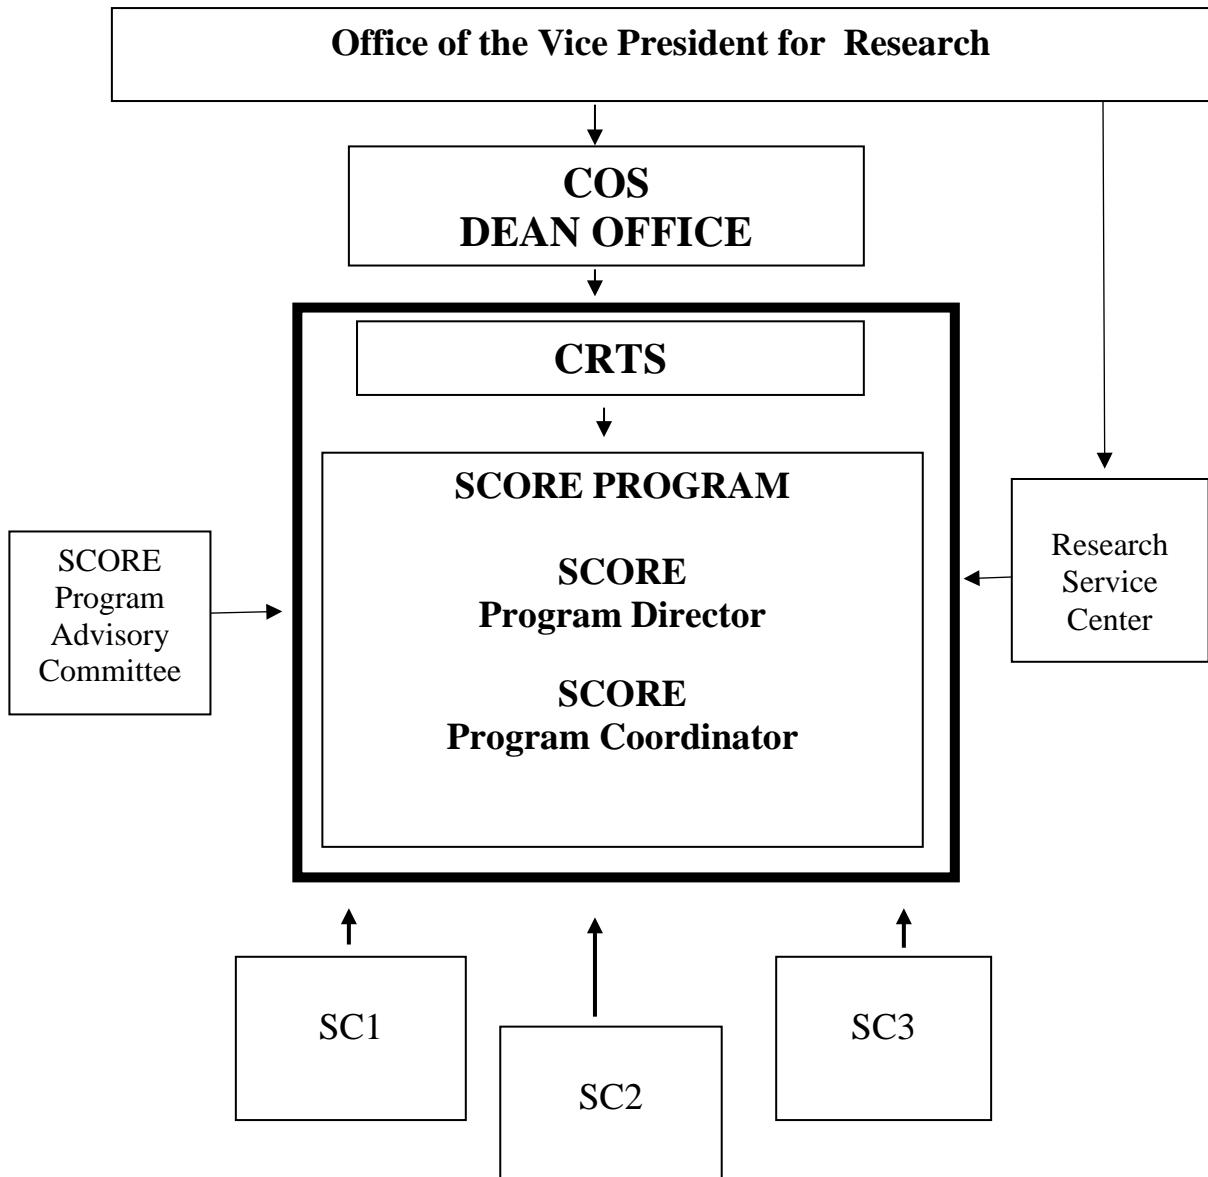 Office of the Vice President for Research
COS
DEAN OFFICE
CRTS
SCORE PROGRAM
SCORE
Program Director
SCORE
Program Coordinator
SCORE
Program
Advisory
Committee
Research
Service
Center
SC1
SC2
SC3